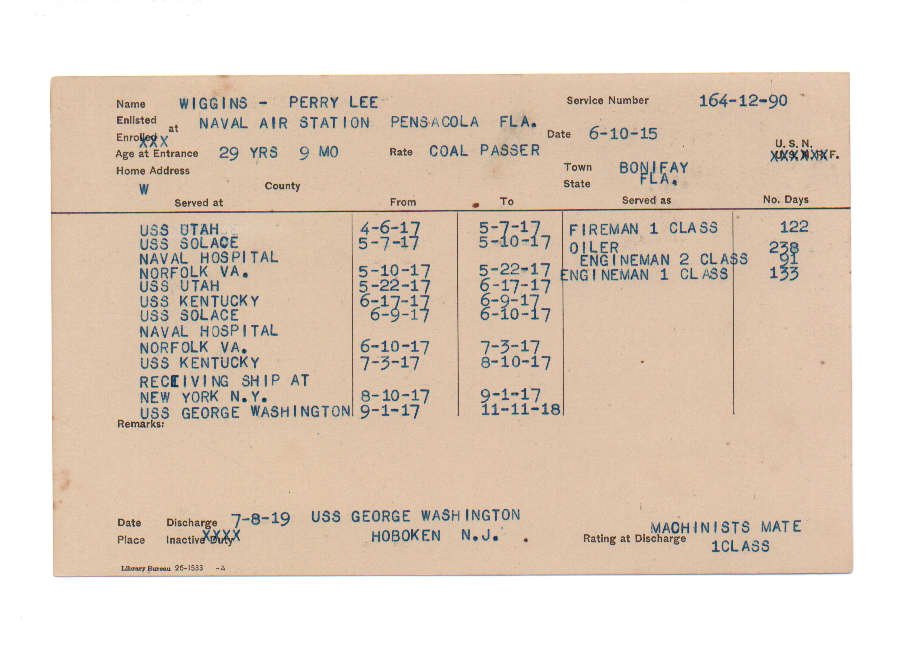 Name WIGGINS - PERRY LEE Service Number 164-12-90
Enlisted at NAVAL AIR STATION PENSACOLA FLA. Date 6-10-15
Enrolled XXX U. S. N.
Age at Entrance 29 YRS 9 MO Rate COAL PASSER F.
Home Address Town BONIFAY
W County State FLA.
Served at From To Served as No. Days
USS UTAH 4-6-17 5-7-17 FIREMAN 1 CLASS 122
USS SOLACE 5-7-17 5-10-17 OILER 238
NAVAL HOSPITAL ENGINEMAN 2 CLASS 91
NORFOLK VA. 5-10-17 5-22-17 ENGINEMAN 1 CLASS 133
USS UTAH 5-22-17 6-17-17
USS KENTUCKY 6-17-17 6-9-17
USS SOLACE 6-9-17 6-10-17
NAVAL HOSPITAL
NORFOLK VA. 6-10-17 7-3-17
USS KENTUCKY 7-3-17 8-10-17
RECEIVING SHIP AT
NEW YORK N.Y. 8-10-17 9-1-17
USS GEORGE WASHINGTON 9-1-17 11-11-18
Remarks:
Date Discharge 7-8-19 USS GEORGE WASHINGTON
Place Inactive Duty XXXX HOBOKEN N.J. Rating at Discharge MACHINISTS MATE
1CLASS
Library Bureau 26-1533 -A